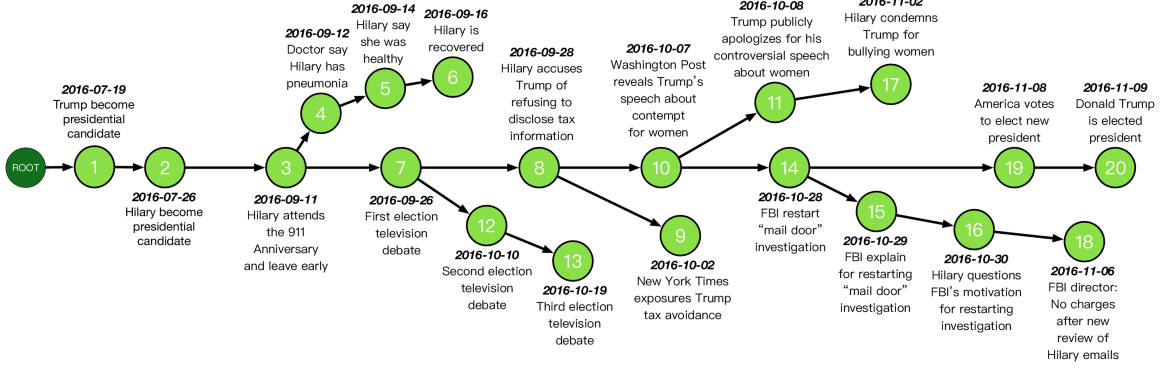 ROOT
1
2016-07-19
Trump become
presidential
candidate
2
2016-07-26
Hilary become
presidential
candidate
3
2016-09-11
Hilary attends
the 911
Anniversary
and leave early
4
2016-09-12
Doctor say
Hilary has
pneumonia
5
2016-09-14
Hilary say
she was
healthy
6
2016-09-16
Hilary is
recovered
7
2016-09-26
First election
television
debate
12
2016-10-10
Second election
television
debate
13
2016-10-19
Third election
television
debate
8
2016-09-28
Hilary accuses
Trump of
refusing to
disclose tax
information
9
2016-10-02
New York Times
exposures Trump
tax avoidance
10
2016-10-07
Washington Post
reveals Trump's
speech about
contempt
for women
11
2016-10-08
Trump publicly
apologizes for his
controversial speech
about women
17
2016-11-02
Hilary condemns
Trump for
bullying women
14
2016-10-28
FBI restart
“mail door”
investigation
15
2016-10-29
FBI explain
for restarting
“mail door”
investigation
16
2016-10-30
Hilary questions
FBI's motivation
for restarting
investigation
18
2016-11-06
FBI director:
No charges
after new
review of
Hilary emails
19
2016-11-08
America votes
to elect new
president
20
2016-11-09
Donald Trump
is elected
president